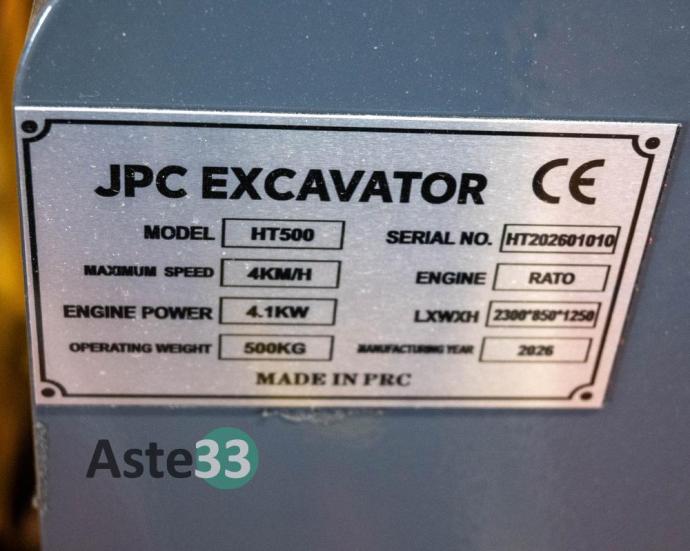 JPC EXCAVATOR CE
MODEL HT500 SERIAL NO. HT202601010
MAXIMUM SPEED 4KM/H ENGINE RATO
ENGINE POWER 4.1KW LXWXH 2300*850*1250
OPERATING WEIGHT 500KG MANUFACTURING YEAR 2026
MADE IN PRC
Aste33